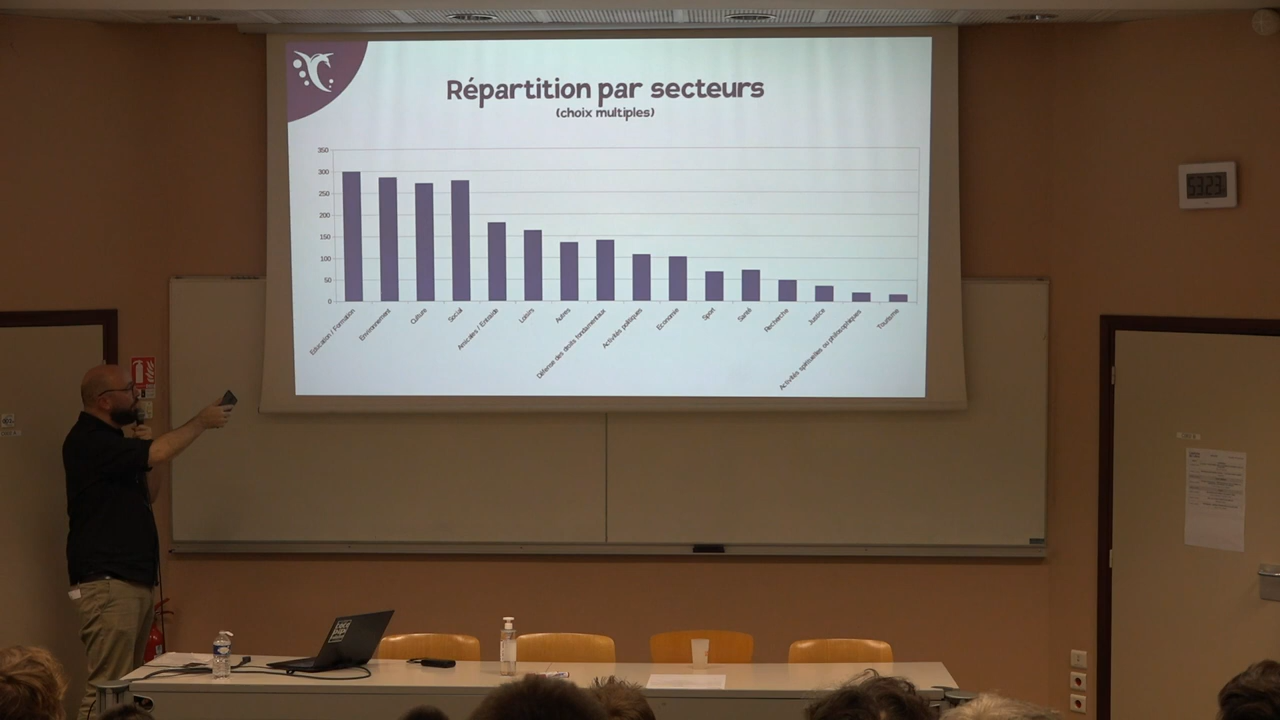 Répartition par secteurs
(choix multiples)
350
300
250
200
150
100
50
0
Education / Formation
Environnement
Culture
Social
Amicales / Entraide
Loisirs
Autres
Défense des droits fondamentaux
Activités politiques
Economie
Sport
Santé
Recherche
Justice
Activités spirituelles ou philosophiques
Tourisme
53:23